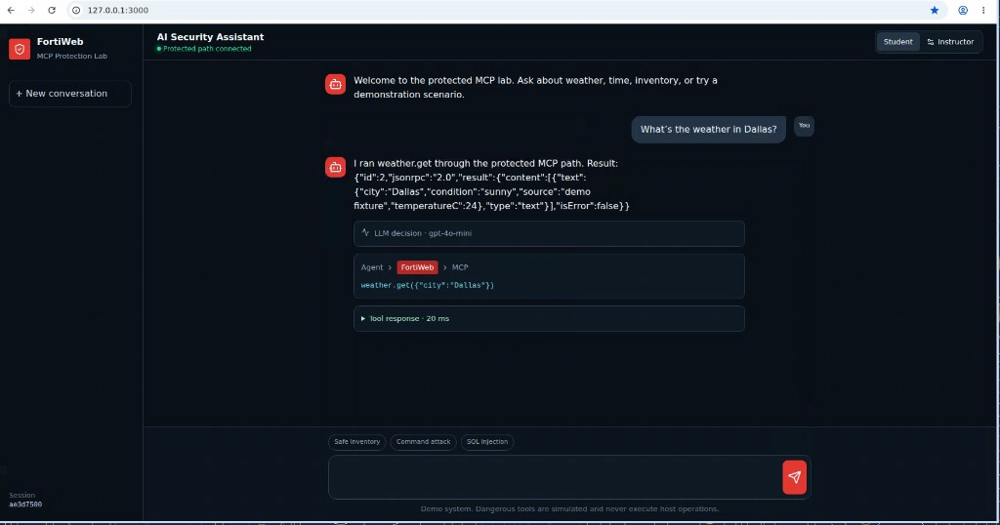 127.0.0.1:3000
FortiWeb
MCP Protection Lab
+ New conversation
AI Security Assistant
Protected path connected
Student
Instructor
Welcome to the protected MCP lab. Ask about weather, time, inventory, or try a
demonstration scenario.
What's the weather in Dallas?
You
I ran weather.get through the protected MCP path. Result:
{"id":2,"jsonrpc":"2.0","result":{"content":[{"text":
{"city":"Dallas","condition":"sunny","source":"demo
fixture","temperatureC":24},"type":"text"}],"isError":false}}
LLM decision · gpt-4o-mini
Agent > FortiWeb > MCP
weather.get({"city":"Dallas"})
Tool response · 20 ms
Safe inventory
Command attack
SQL injection
Demo system. Dangerous tools are simulated and never execute host operations.
Session
ae3d7500